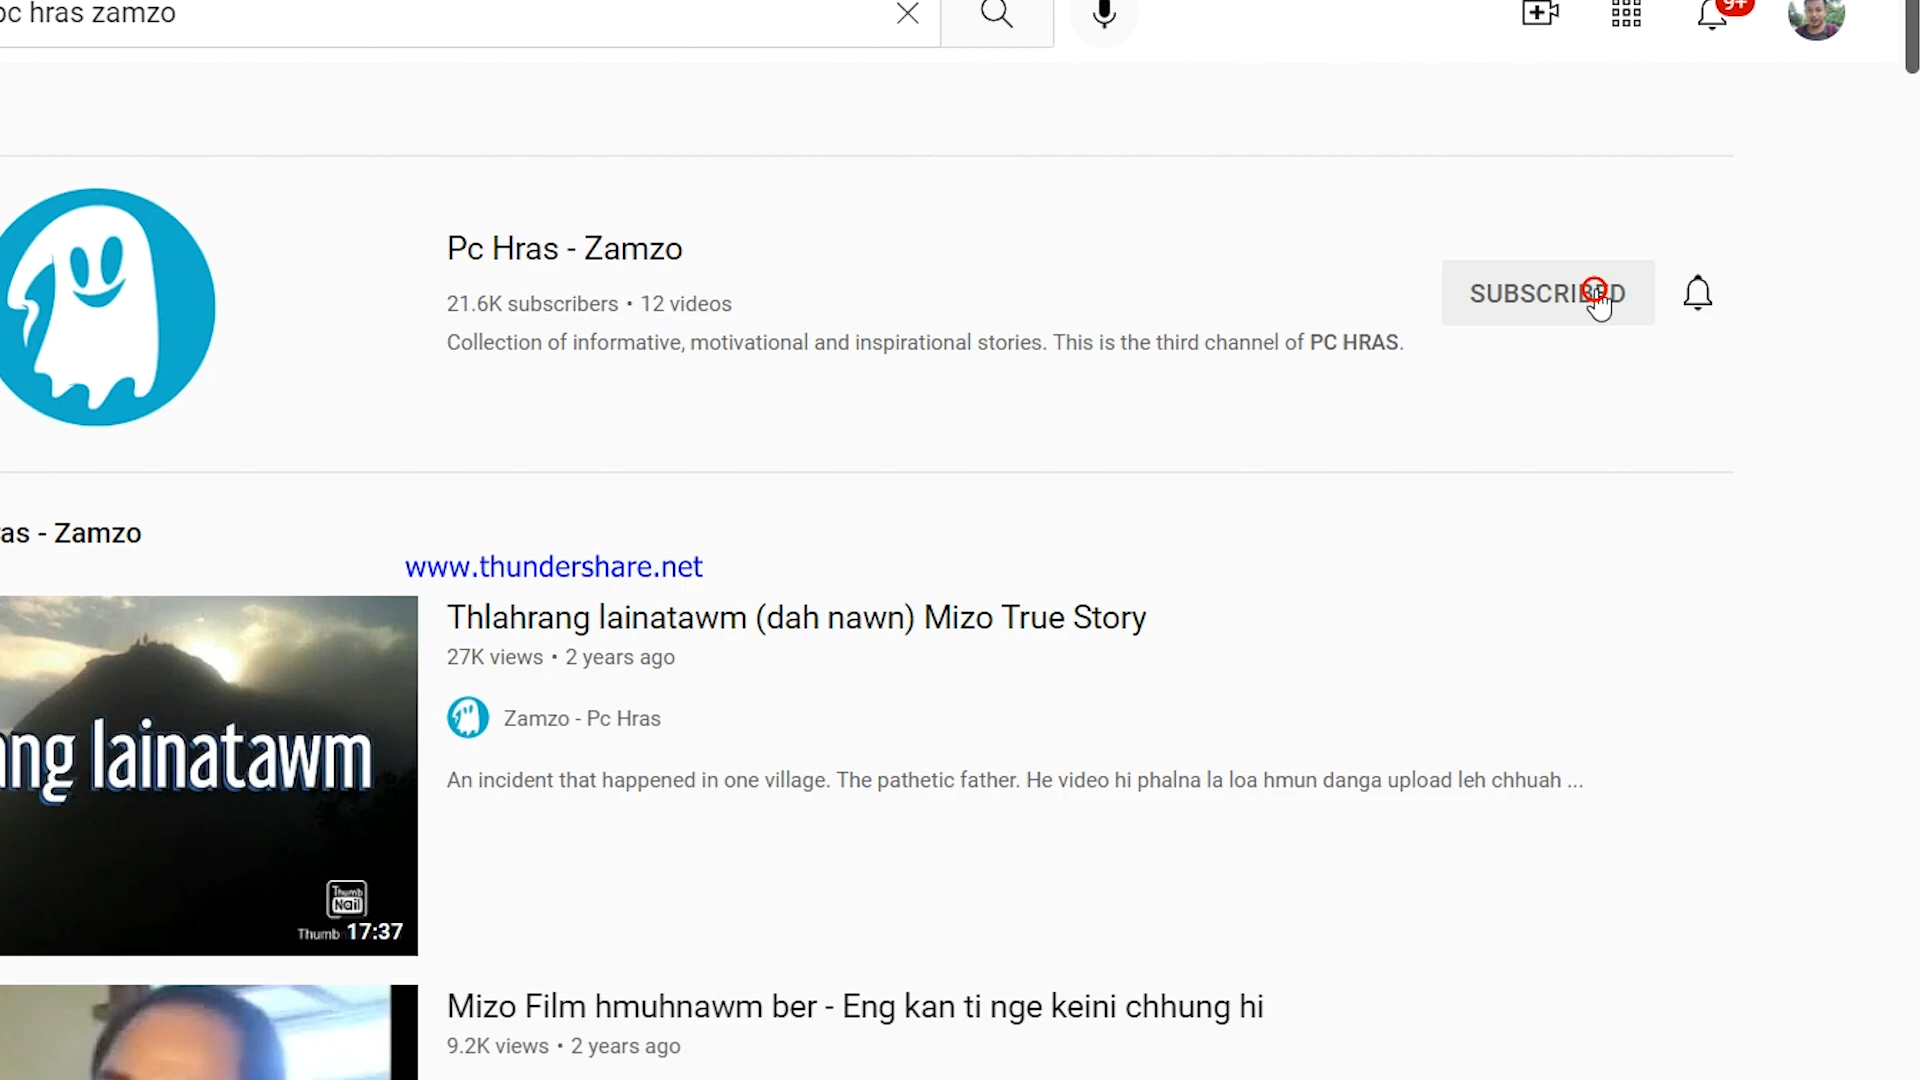 pc hras zamzo
9+
Pc Hras - Zamzo
21.6K subscribers • 12 videos
SUBSCRIBED
Collection of informative, motivational and inspirational stories. This is the third channel of PC HRAS.
ras - Zamzo
www.thundershare.net
Thlahrang lainatawm (dah nawn) Mizo True Story
27K views • 2 years ago
Zamzo - Pc Hras
ang lainatawm
An incident that happened in one village. The pathetic father. He video hi phalna la loa hmun danga upload leh chhuah ...
Thumb
Nail
Thumb 17:37
Mizo Film hmuhnawm ber - Eng kan ti nge keini chhung hi
9.2K views • 2 years ago